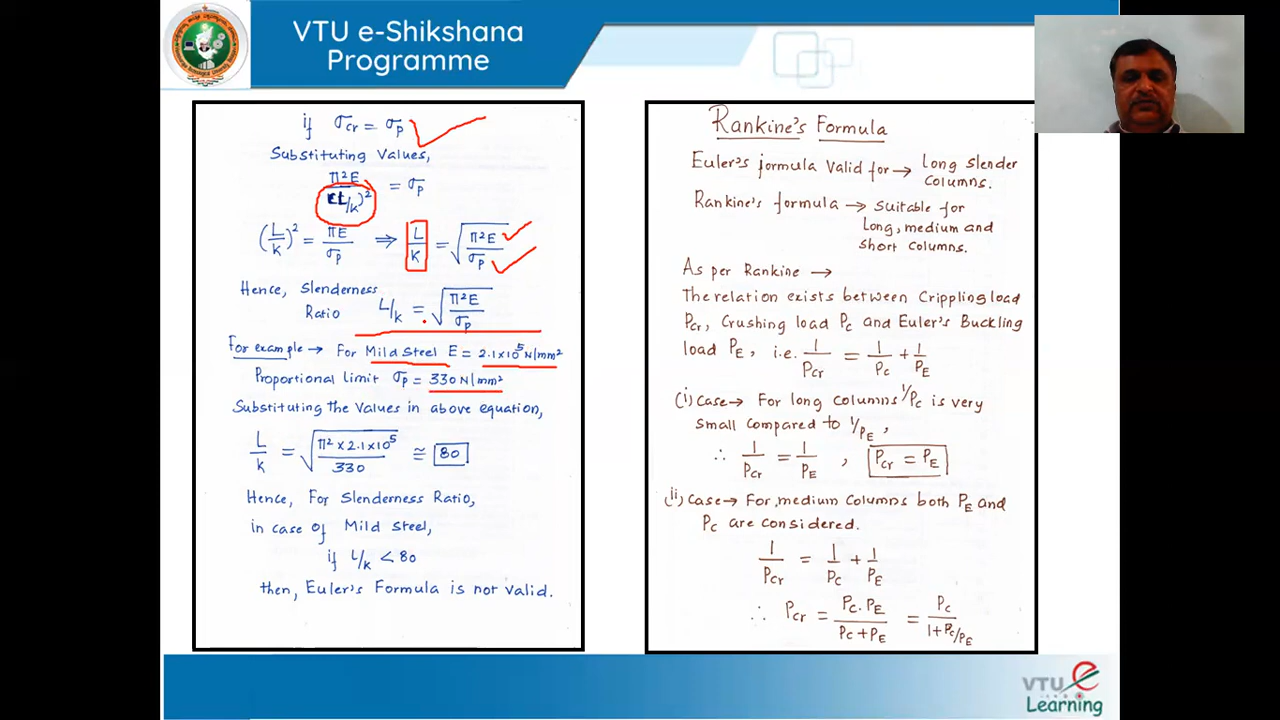 VTU e-Shikshana
Programme
if σcr = σp
Substituting Values,
π²E / (L/k)² = σp
(L/k)² = πE / σp ⇒ L/k = √(π²E / σp)
Hence, Slenderness
Ratio L/k = √(π²E / σp)
For example → For Mild Steel E = 2.1×10⁵ N/mm²
Proportional limit σp = 330 N/mm²
Substituting the Values in above equation,
L/k = √(π² × 2.1×10⁵ / 330) ≅ 80
Hence, For Slenderness Ratio,
in case of Mild Steel,
if L/k < 80
then, Euler's Formula is not valid.
Rankine's Formula
Euler's formula Valid for → Long slender
columns.
Rankine's formula → Suitable for
Long, medium and
short columns.
As per Rankine →
The relation exists between Crippling load
Pcr, Crushing load Pc and Euler's Buckling
load PE, i.e. 1/Pcr = 1/Pc + 1/PE
(i) Case → For long columns 1/Pc is very
small compared to 1/PE,
∴ 1/Pcr = 1/PE , Pcr = PE
(ii) Case → For, medium columns both PE and
Pc are considered.
1/Pcr = 1/Pc + 1/PE
∴ Pcr = Pc·PE / Pc+PE = Pc / 1+Pc/PE
VTU e
Learning